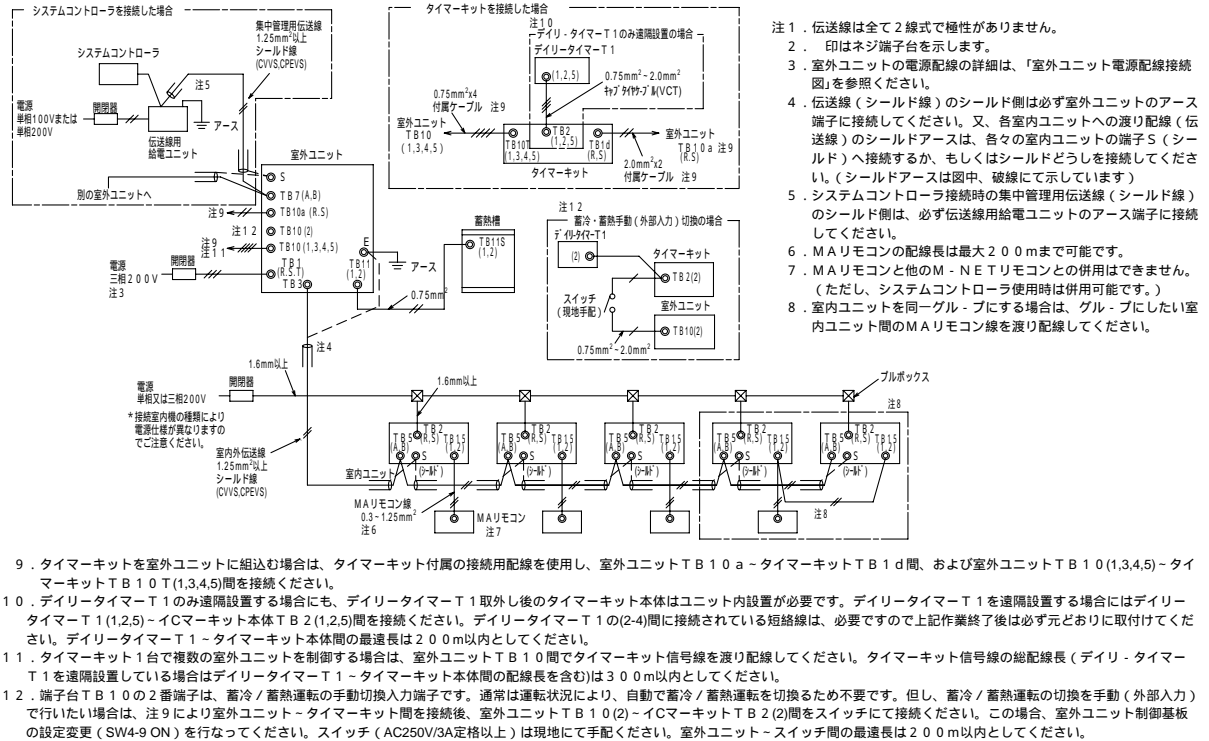 システムコントローラを接続した場合
システムコントローラ
集中管理用伝送線
1.25mm²以上
シールド線
(CVVS,CPEVS)
注5
電源
単相100Vまたは
単相200V
開閉器
伝送線用
給電ユニット
アース
室外ユニット
別の室外ユニットへ
S
TB7(A,B)
注9
TB10a (R.S)
注12
TB10(2)
注9
注11
TB10(1,3,4,5)
電源
三相200V
注3
開閉器
TB1
(R.S.T)
TB3
E
TB11
(1,2)
アース
0.75mm²
蓄熱槽
TB11S
(1,2)
タイマーキットを接続した場合
注10
デイリ-タイマーT1のみ遠隔設置の場合
デイリータイマーT1
(1,2,5)
0.75mm²~2.0mm²
キャブタイヤケーブル(VCT)
0.75mm²x4
付属ケーブル 注9
室外ユニット
TB10
(1,3,4,5)
TB10T
(1,3,4,5)
TB2
(1,2,5)
TB1d
(R,S)
タイマーキット
室外ユニット
TB10a 注9
(R.S)
2.0mm²x2
付属ケーブル 注9
注12
蓄冷・蓄熱手動(外部入力)切換の場合
デイリ-タイマ-T1
(2)
タイマーキット
TB2(2)
スイッチ
(現地手配)
室外ユニット
TB10(2)
0.75mm²~2.0mm²
注4
1.6mm以上
電源
単相又は三相200V
開閉器
*接続室内機の種類により
電源仕様が異なりますの
でご注意ください。
室内外伝送線
1.25mm²以上
シールド線
(CVVS,CPEVS)
1.6mm以上
プルボックス
注8
TB5
(A,B)
TB2
(R,S)
TB15
(1,2)
S
(シールド)
TB5
(A,B)
TB2
(R,S)
TB15
(1,2)
S
(シールド)
TB5
(A,B)
TB2
(R,S)
TB15
(1,2)
S
(シールド)
TB5
(A,B)
TB2
(R,S)
TB15
(1,2)
S
(シールド)
TB5
(A,B)
TB2
(R,S)
TB15
(1,2)
S
(シールド)
室内ユニット
MAリモコン線
0.3~1.25mm²
注6
MAリモコン
注7
注8
注1.伝送線は全て2線式で極性がありません。
2. 印はネジ端子台を示します。
3.室外ユニットの電源配線の詳細は、「室外ユニット電源配線接続
図」を参照ください。
4.伝送線(シールド線)のシールド側は必ず室外ユニットのアース
端子に接続してください。又、各室内ユニットへの渡り配線(伝
送線)のシールドアースは、各々の室内ユニットの端子S(シー
ルド)へ接続するか、もしくはシールドどうしを接続してくださ
い。(シールドアースは図中、破線にて示しています)
5.システムコントローラ接続時の集中管理用伝送線(シールド線)
のシールド側は、必ず伝送線用給電ユニットのアース端子に接続
してください。
6.MAリモコンの配線長は最大200mまで可能です。
7.MAリモコンと他のM-NETリモコンとの併用はできません。
(ただし、システムコントローラ使用時は併用可能です。)
8.室内ユニットを同一グル-プにする場合は、グル-プにしたい室
内ユニット間のMAリモコン線を渡り配線してください。
9.タイマーキットを室外ユニットに組込む場合は、タイマーキット付属の接続用配線を使用し、室外ユニットTB10a~タイマーキットTB1d間、および室外ユニットTB10(1,3,4,5)~タイ
マーキットTB10T(1,3,4,5)間を接続ください。
10.デイリータイマーT1のみ遠隔設置する場合にも、デイリータイマーT1取外し後のタイマーキット本体はユニット内設置が必要です。デイリータイマーT1を遠隔設置する場合にはデイリー
タイマーT1(1,2,5)~イCマーキット本体TB2(1,2,5)間を接続ください。デイリータイマーT1の(2-4)間に接続されている短絡線は、必要ですので上記作業終了後は必ず元どおりに取付けてくだ
さい。デイリータイマーT1~タイマーキット本体間の最遠長は200m以内としてください。
11.タイマーキット1台で複数の室外ユニットを制御する場合は、室外ユニットTB10間でタイマーキット信号線を渡り配線してください。タイマーキット信号線の総配線長(デイリ-タイマー
T1を遠隔設置している場合はデイリータイマーT1~タイマーキット本体間の配線長を含む)は300m以内としてください。
12.端子台TB10の2番端子は、蓄冷/蓄熱運転の手動切換入力端子です。通常は運転状況により、自動で蓄冷/蓄熱運転を切換るため不要です。但し、蓄冷/蓄熱運転の切換を手動(外部入力)
で行いたい場合は、注9により室外ユニット~タイマーキット間を接続後、室外ユニットTB10(2)~イCマーキットTB2(2)間をスイッチにて接続ください。この場合、室外ユニット制御基板
の設定変更(SW4-9 ON)を行なってください。スイッチ(AC250V/3A定格以上)は現地にて手配ください。室外ユニット~スイッチ間の最遠長は200m以内としてください。